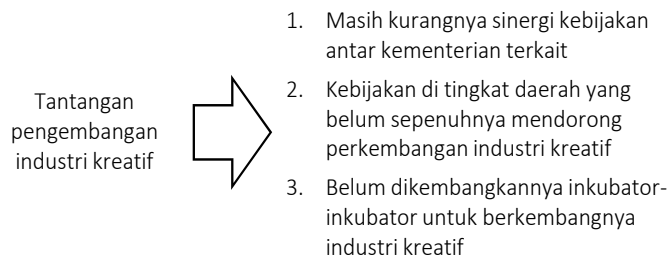 Tantangan
pengembangan
industri kreatif
1. Masih kurangnya sinergi kebijakan
antar kementerian terkait
2. Kebijakan di tingkat daerah yang
belum sepenuhnya mendorong
perkembangan industri kreatif
3. Belum dikembangkannya inkubator-
inkubator untuk berkembangnya
industri kreatif